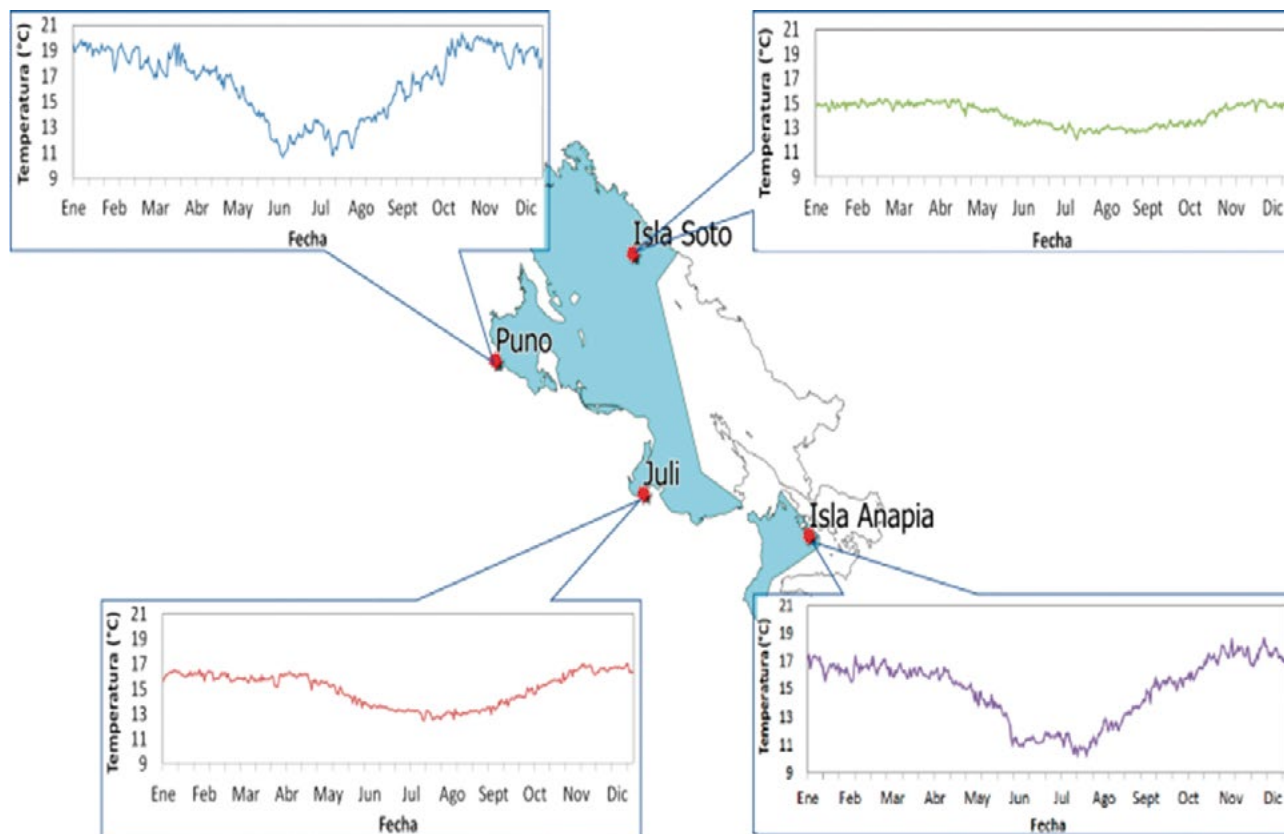 Temperatura (°C)
21
19
17
15
13
11
9
Ene Feb Mar Abr May Jun Jul Ago Sept Oct Nov Dic
Fecha
Temperatura (°C)
21
19
17
15
13
11
9
Ene Feb Mar Abr May Jun Jul Ago Sept Oct Nov Dic
Fecha
Isla Soto
Puno
Juli
Isla Anapia
Temperatura (°C)
21
19
17
15
13
11
9
Ene Feb Mar Abr May Jun Jul Ago Sept Oct Nov Dic
Fecha
Temperatura (°C)
21
19
17
15
13
11
9
Ene Feb Mar Abr May Jun Jul Ago Sept Oct Nov Dic
Fecha